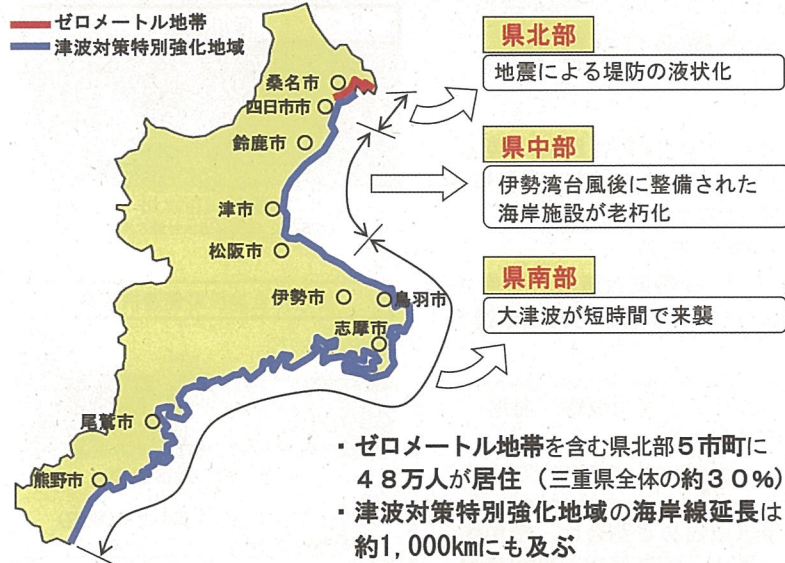 ゼロメートル地帯
津波対策特別強化地域
桑名市
四日市市
鈴鹿市
津市
松阪市
伊勢市
鳥羽市
志摩市
尾鷲市
熊野市
県北部
地震による堤防の液状化
県中部
伊勢湾台風後に整備された
海岸施設が老朽化
県南部
大津波が短時間で来襲
・ゼロメートル地帯を含む県北部5市町に
48万人が居住（三重県全体の約30%）
・津波対策特別強化地域の海岸線延長は
約1,000kmにも及ぶ